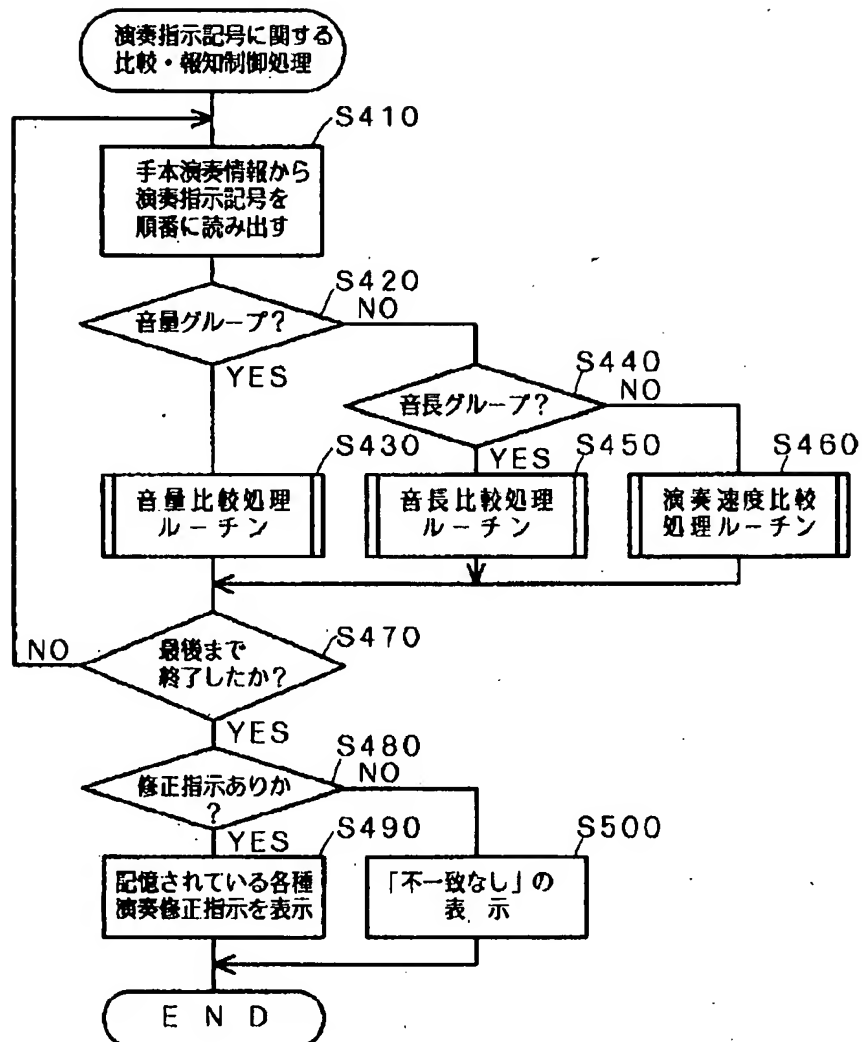 演奏指示記号に関する
比較・報知制御処理
S410
手本演奏情報から
演奏指示記号を
順番に読み出す
S420
音量グループ?
NO
YES
S440
音長グループ?
NO
YES
S430
音量比較処理
ルーチン
S450
音長比較処理
ルーチン
S460
演奏速度比較
処理ルーチン
S470
最後まで
終了したか?
NO
YES
S480
修正指示ありか
?
NO
YES
S490
記憶されている各種
演奏修正指示を表示
S500
「不一致なし」の
表示
END